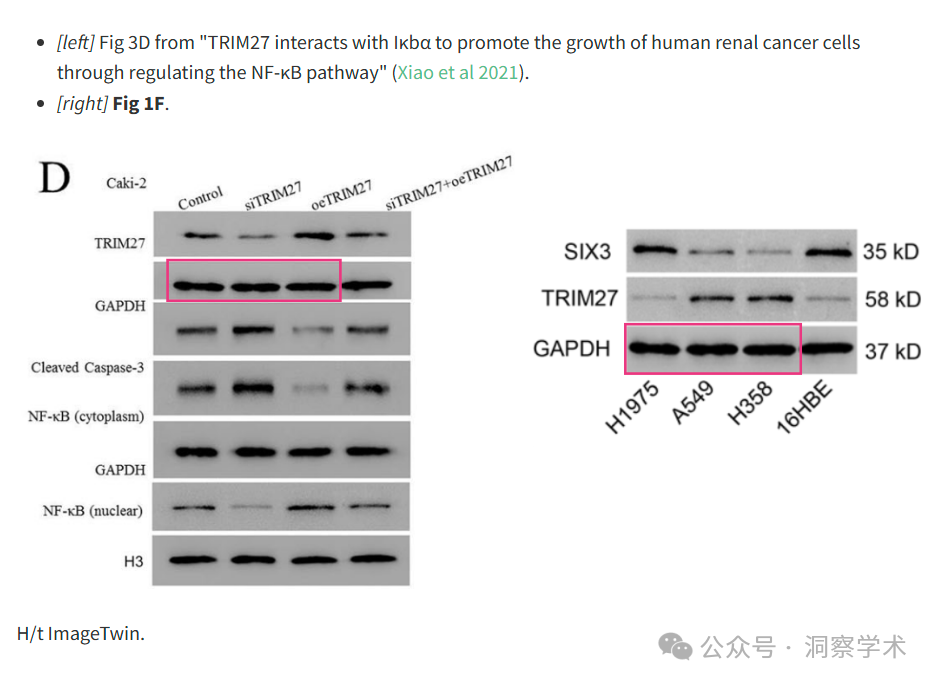 • [left] Fig 3D from "TRIM27 interacts with Iκbα to promote the growth of human renal cancer cells
through regulating the NF-κB pathway" (Xiao et al 2021).
• [right] Fig 1F.
D
Caki-2
Control siTRIM27 oeTRIM27 siTRIM27+oeTRIM27
TRIM27
GAPDH
Cleaved Caspase-3
NF-κB (cytoplasm)
GAPDH
NF-κB (nuclear)
H3
SIX3 35 kD
TRIM27 58 kD
GAPDH 37 kD
H1975 A549 H358 16HBE
H/t ImageTwin.
公众号 · 洞察学术